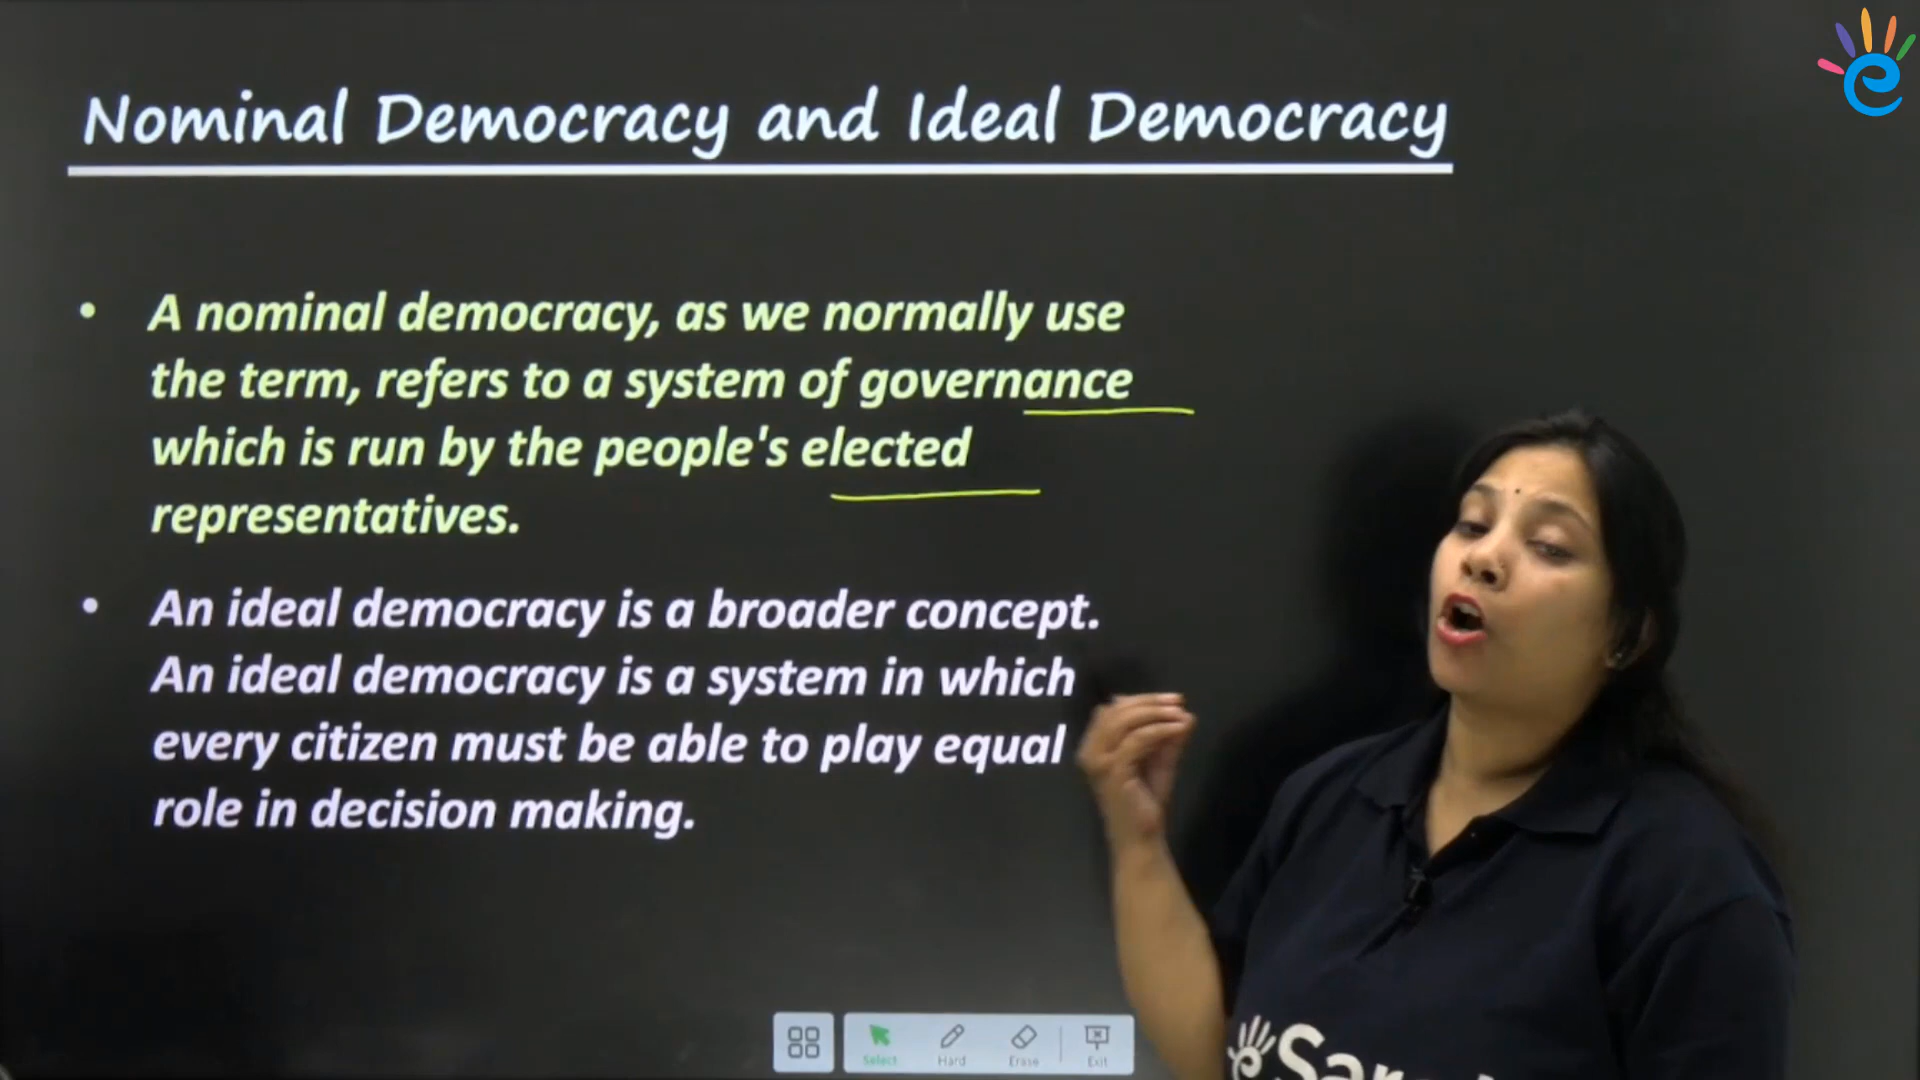 Nominal Democracy and Ideal Democracy
• A nominal democracy, as we normally use
the term, refers to a system of governance
which is run by the people's elected
representatives.
• An ideal democracy is a broader concept.
An ideal democracy is a system in which
every citizen must be able to play equal
role in decision making.
Select Hard Erase Exit